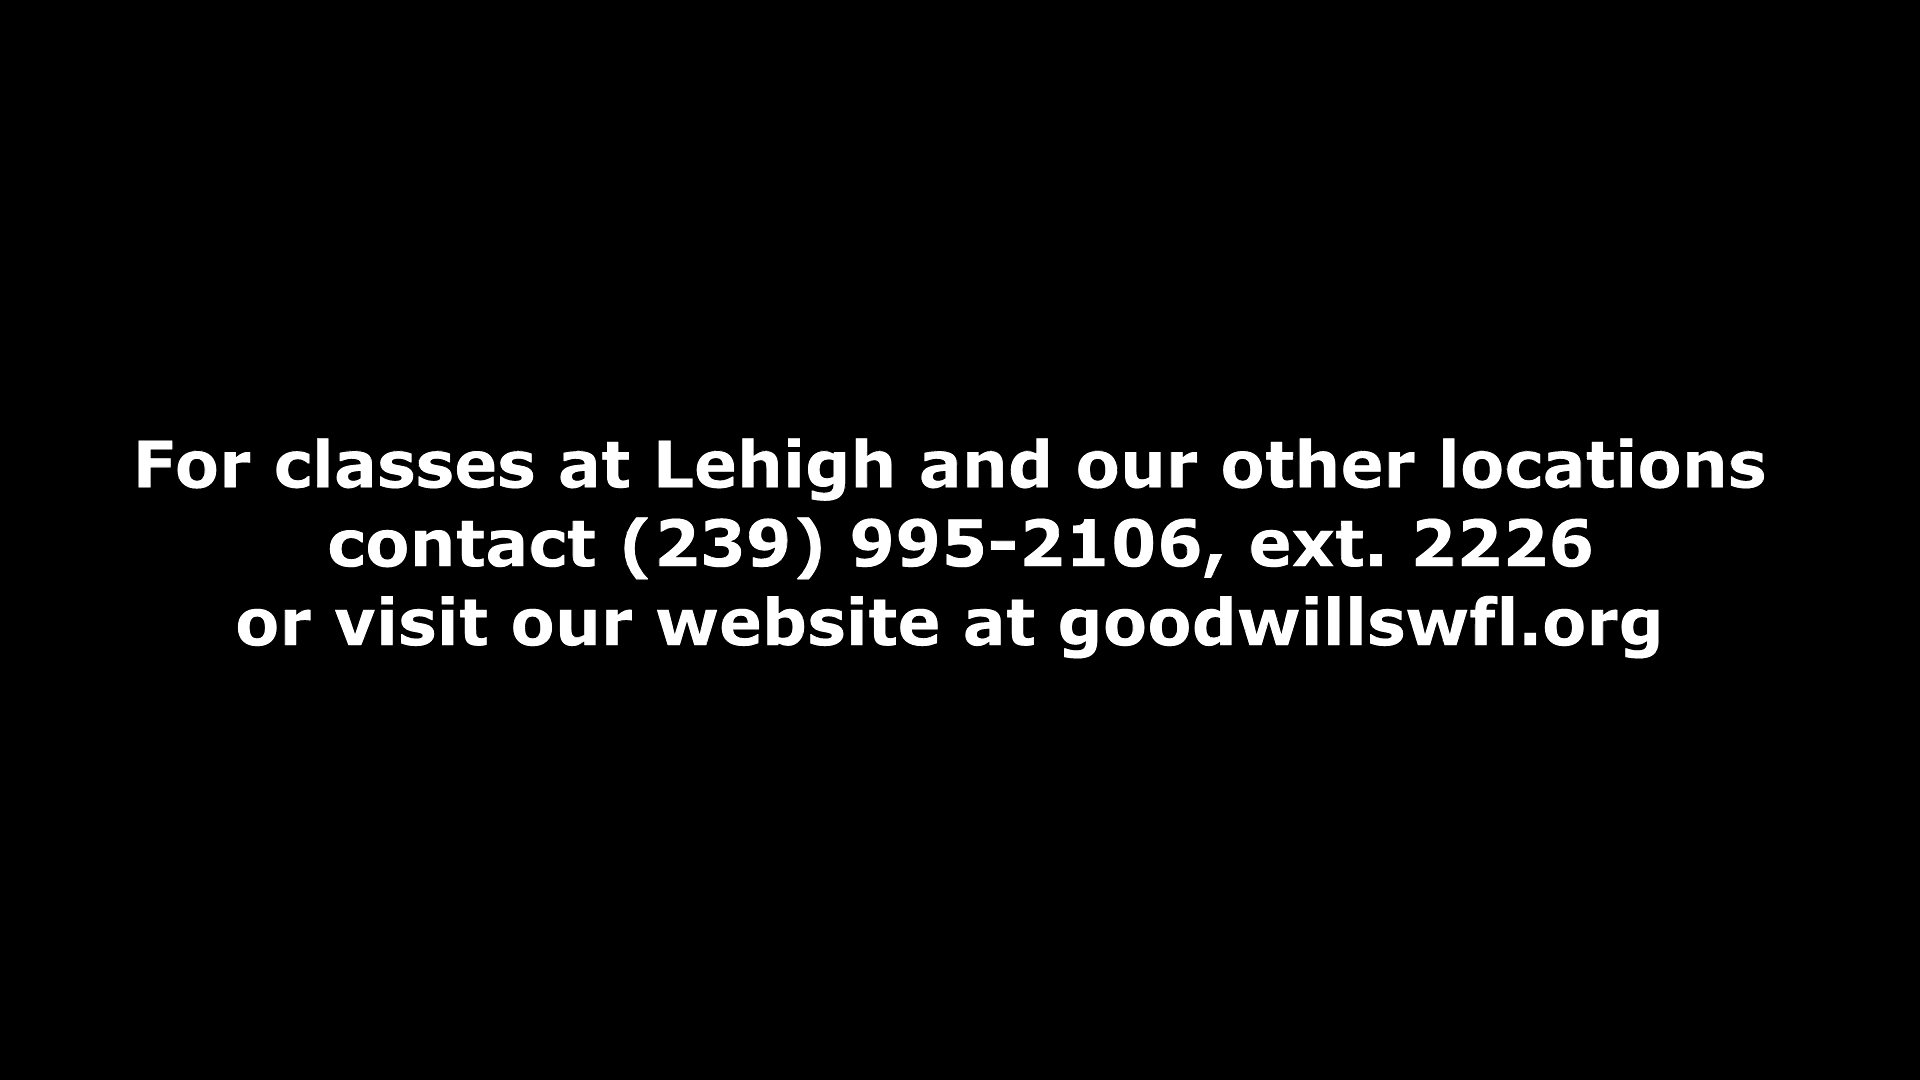 For classes at Lehigh and our other locations
contact (239) 995-2106, ext. 2226
or visit our website at goodwillswfl.org